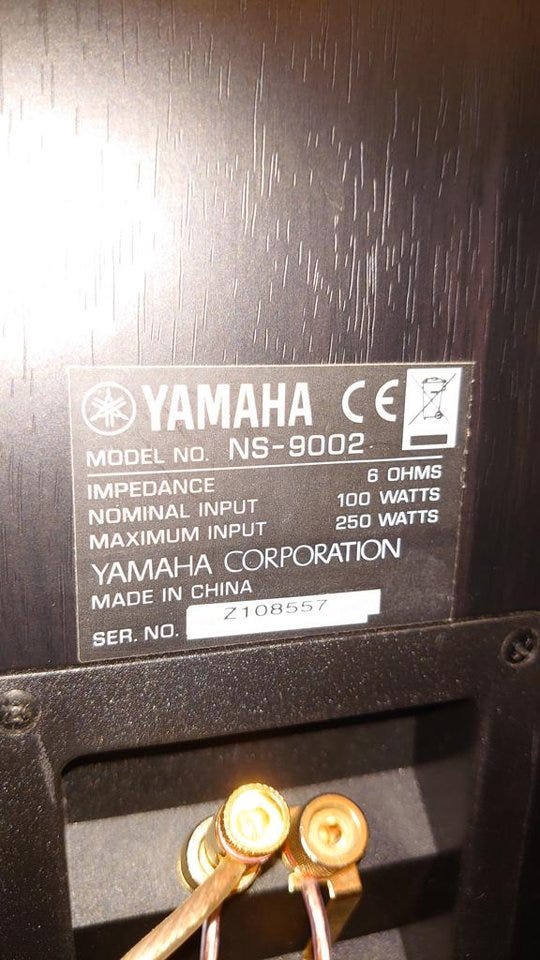 YAMAHA CE
MODEL NO. NS-9002
IMPEDANCE 6 OHMS
NOMINAL INPUT 100 WATTS
MAXIMUM INPUT 250 WATTS
YAMAHA CORPORATION
MADE IN CHINA
SER. NO. Z108557